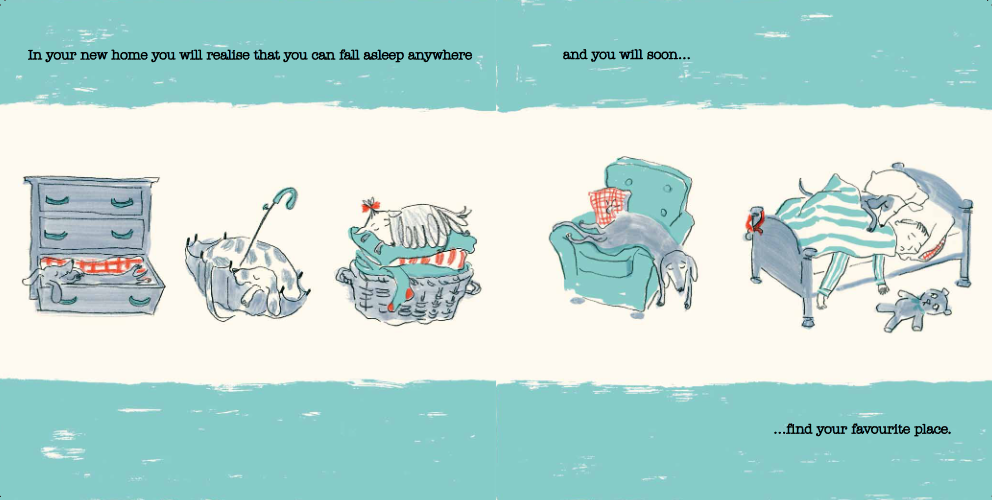 In your new home you will realise that you can fall asleep anywhere
and you will soon...
...find your favourite place.